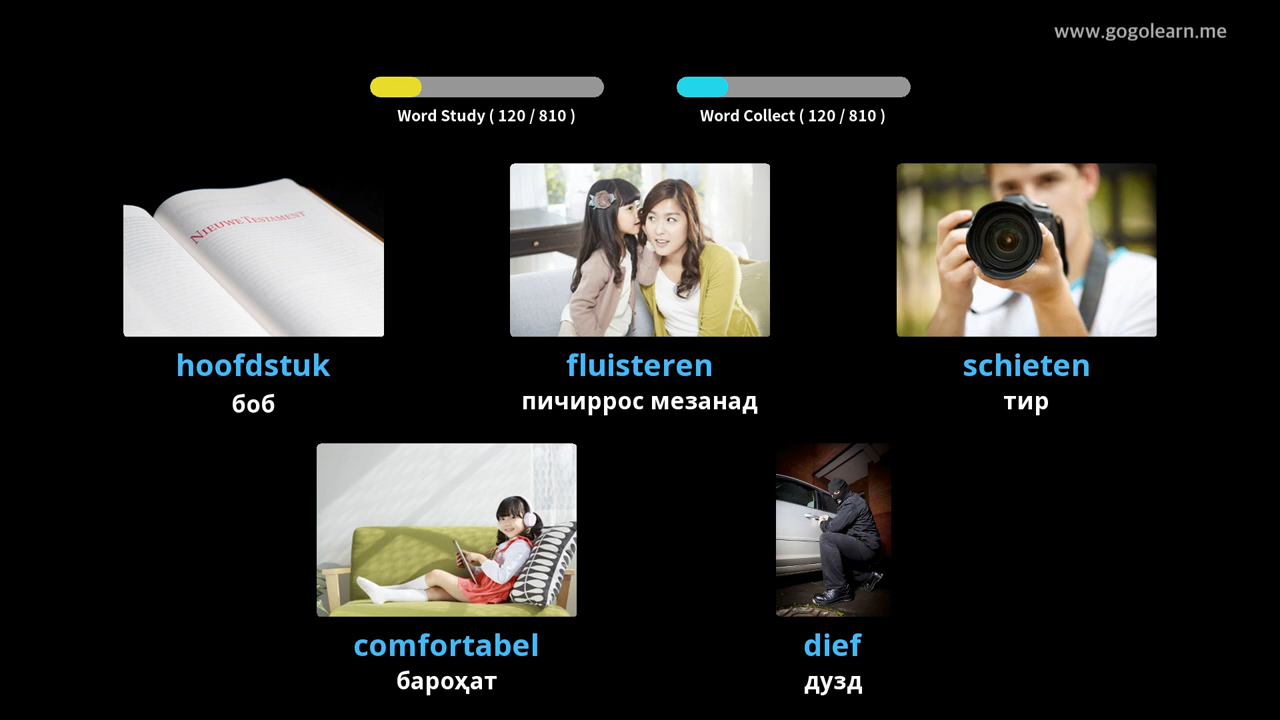 www.gogolearn.me
Word Study ( 120 / 810 )
Word Collect ( 120 / 810 )
NIEUWE TESTAMENT
hoofdstuk
боб
fluisteren
пичиррос мезанад
schieten
тир
comfortabel
бароҳат
dief
дузд